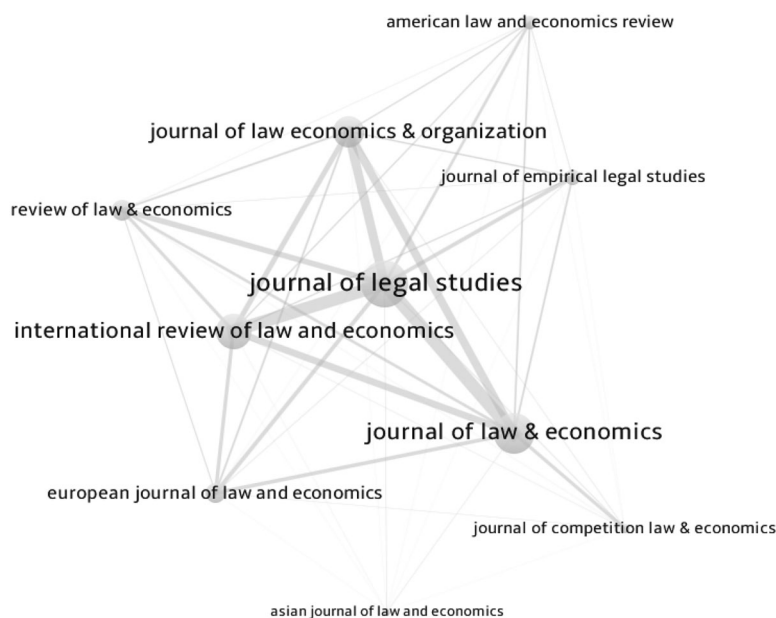 american law and economics review
journal of law economics & organization
journal of empirical legal studies
review of law & economics
journal of legal studies
international review of law and economics
journal of law & economics
european journal of law and economics
journal of competition law & economics
asian journal of law and economics